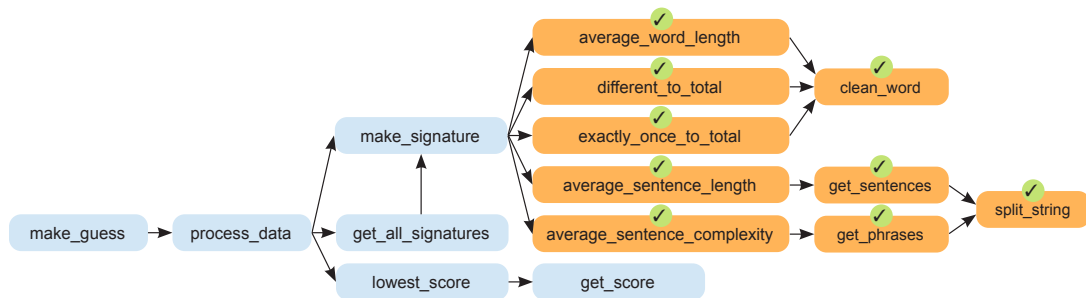 average_word_length
different_to_total
clean_word
make_signature
exactly_once_to_total
average_sentence_length
get_sentences
split_string
make_guess
process_data
get_all_signatures
average_sentence_complexity
get_phrases
lowest_score
get_score